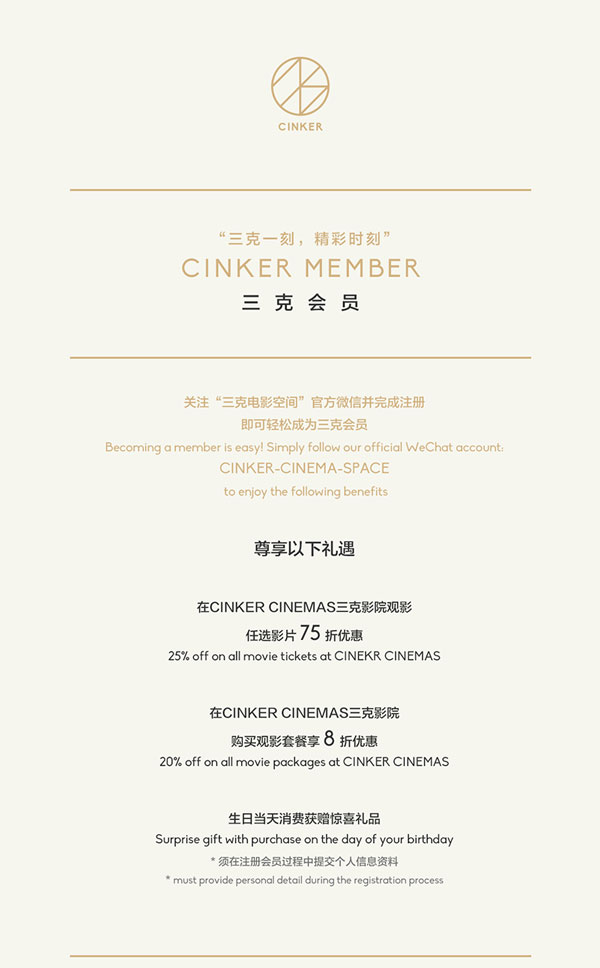 CINKER
“三克一刻，精彩时刻”
CINKER MEMBER
三克会员
关注“三克电影空间”官方微信并完成注册
即可轻松成为三克会员
Becoming a member is easy! Simply follow our official WeChat account:
CINKER-CINEMA-SPACE
to enjoy the following benefits
尊享以下礼遇
在CINKER CINEMAS三克影院观影
任选影片 75 折优惠
25% off on all movie tickets at CINEKR CINEMAS
在CINKER CINEMAS三克影院
购买观影套餐享 8 折优惠
20% off on all movie packages at CINKER CINEMAS
生日当天消费获赠惊喜礼品
Surprise gift with purchase on the day of your birthday
* 须在注册会员过程中提交个人信息资料
* must provide personal detail during the registration process